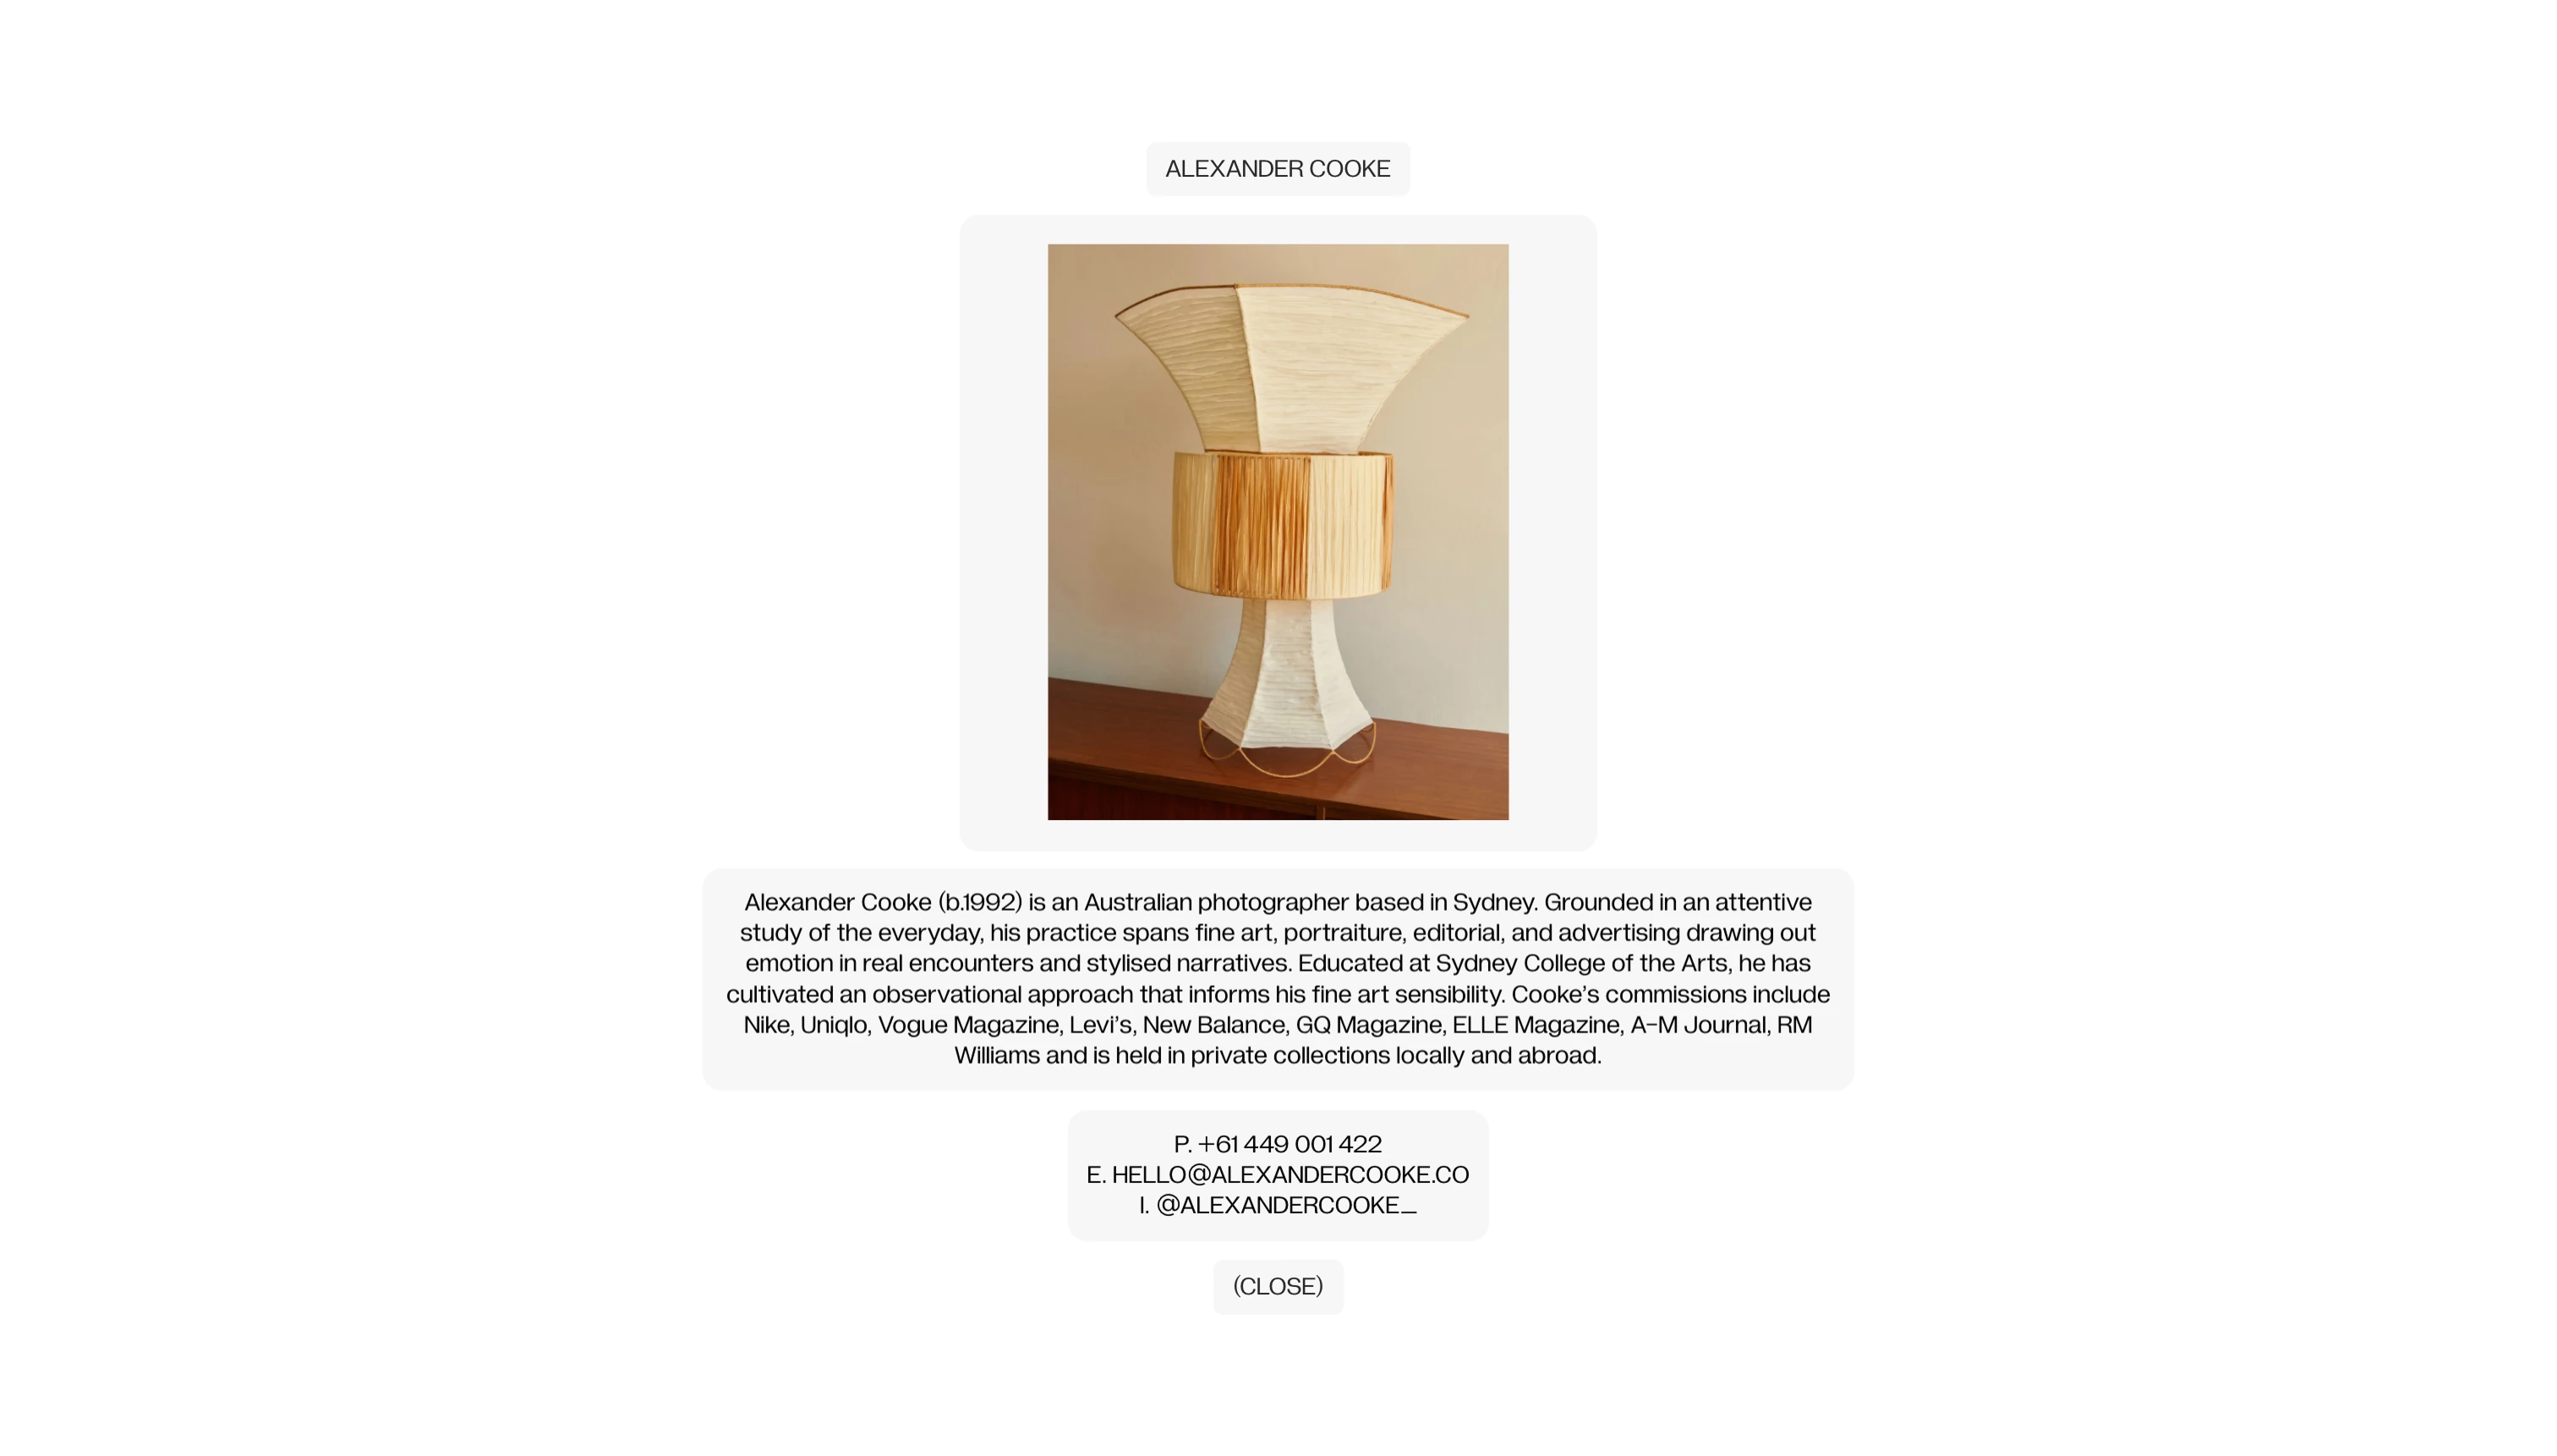 ALEXANDER COOKE
Alexander Cooke (b.1992) is an Australian photographer based in Sydney. Grounded in an attentive
study of the everyday, his practice spans fine art, portraiture, editorial, and advertising drawing out
emotion in real encounters and stylised narratives. Educated at Sydney College of the Arts, he has
cultivated an observational approach that informs his fine art sensibility. Cooke’s commissions include
Nike, Uniqlo, Vogue Magazine, Levi’s, New Balance, GQ Magazine, ELLE Magazine, A–M Journal, RM
Williams and is held in private collections locally and abroad.
P. +61 449 001 422
E. HELLO@ALEXANDERCOOKE.CO
I. @ALEXANDERCOOKE_
(CLOSE)